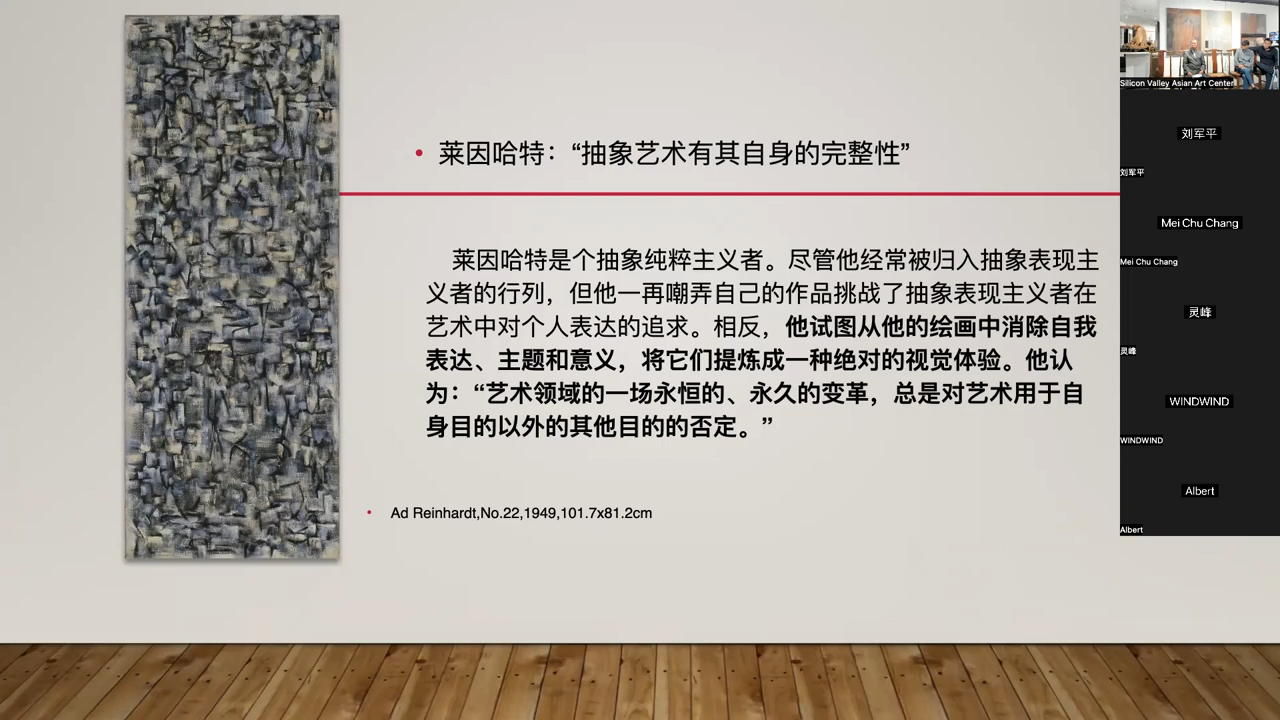 莱因哈特：“抽象艺术有其自身的完整性”
莱因哈特是个抽象纯粹主义者。尽管他经常被归入抽象表现主
义者的行列，但他一再嘲弄自己的作品挑战了抽象表现主义者在
艺术中对个人表达的追求。相反，他试图从他的绘画中消除自我
表达、主题和意义，将它们提炼成一种绝对的视觉体验。他认
为：“艺术领域的一场永恒的、永久的变革，总是对艺术用于自
身目的以外的其他目的的否定。”
Ad Reinhardt,No.22,1949,101.7x81.2cm
Silicon Valley Asian Art Center
刘军平
刘军平
Mei Chu Chang
Mei Chu Chang
灵峰
灵峰
WINDWIND
WINDWIND
Albert
Albert